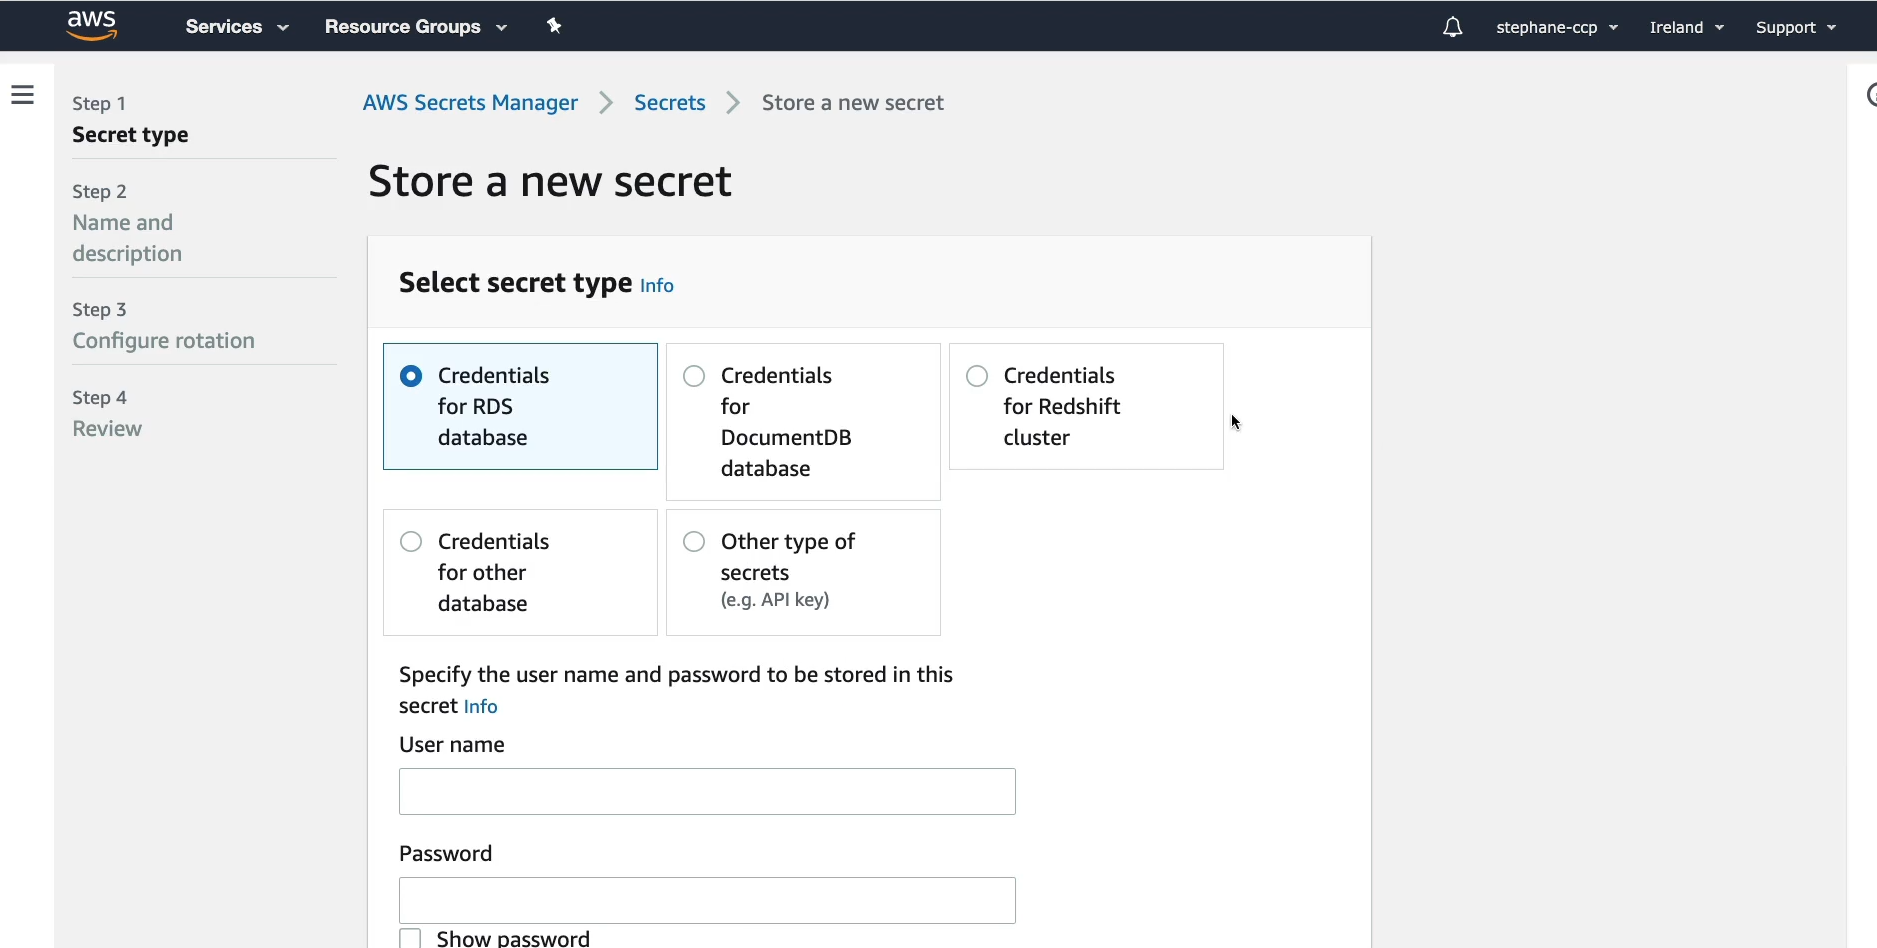 aws Services Resource Groups stephane-ccp Ireland Support
Step 1
Secret type
Step 2
Name and
description
Step 3
Configure rotation
Step 4
Review
AWS Secrets Manager Secrets Store a new secret
Store a new secret
Select secret type Info
Credentials
for RDS
database
Credentials
for
DocumentDB
database
Credentials
for Redshift
cluster
Credentials
for other
database
Other type of
secrets
(e.g. API key)
Specify the user name and password to be stored in this
secret Info
User name
Password
Show password